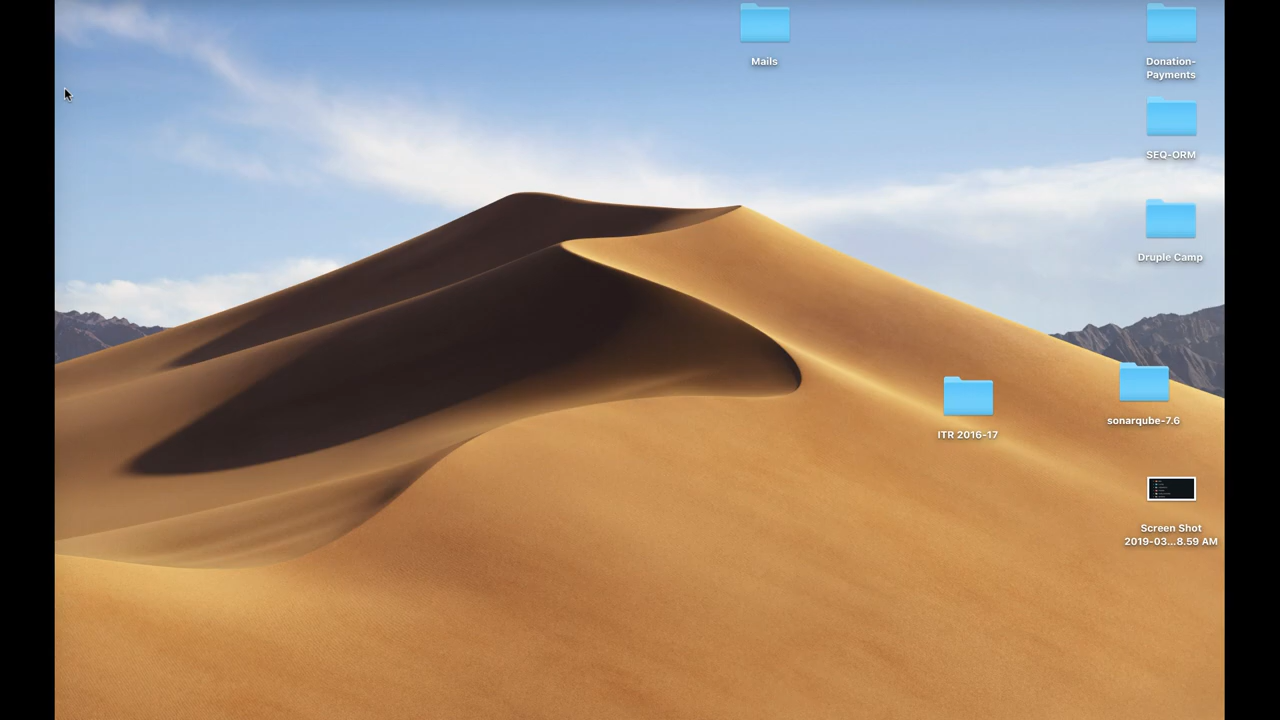 Mails
Donation-
Payments
SEQ-ORM
Druple Camp
ITR 2016-17
sonarqube-7.6
Screen Shot
2019-03...8.59 AM